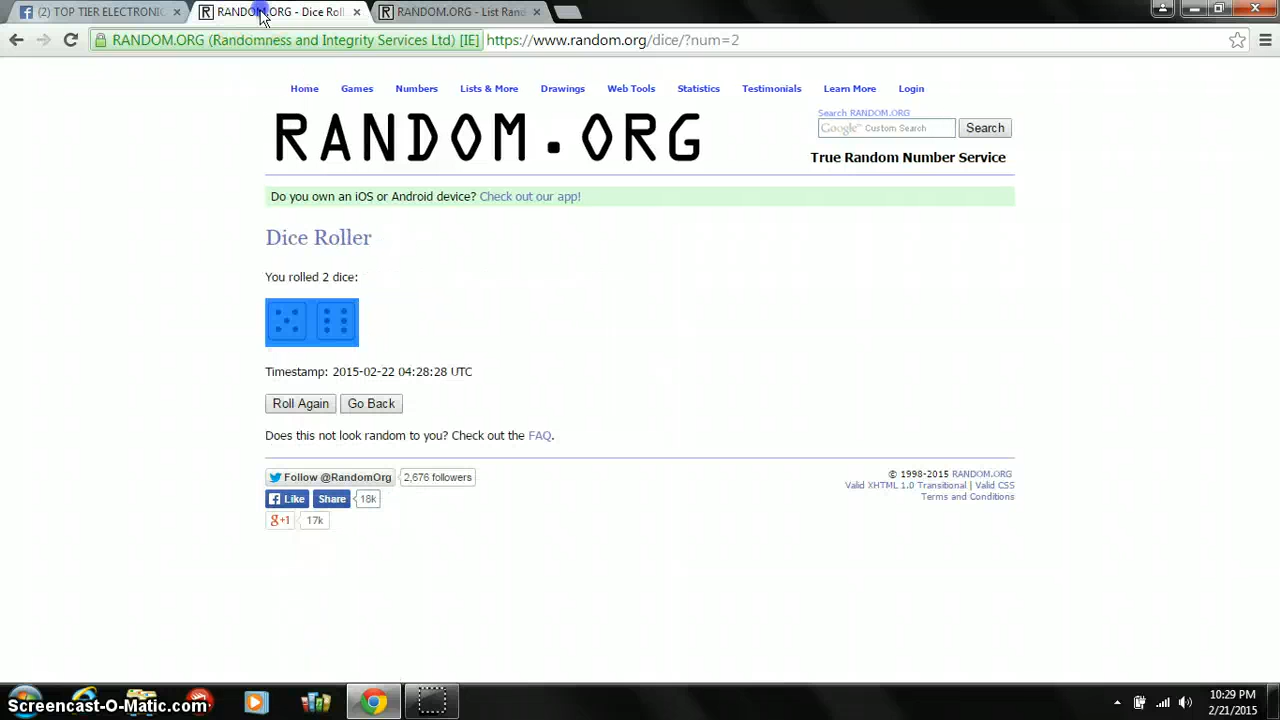 (2) TOP TIER ELECTRONIC
RANDOM.ORG - Dice Roll
RANDOM.ORG - List Rand
RANDOM.ORG (Randomness and Integrity Services Ltd) [IE]
https://www.random.org/dice/?num=2
Home Games Numbers Lists & More Drawings Web Tools Statistics Testimonials Learn More Login
RANDOM.ORG
Search RANDOM.ORG
Google™ Custom Search
Search
True Random Number Service
Do you own an iOS or Android device? Check out our app!
Dice Roller
You rolled 2 dice:
Timestamp: 2015-02-22 04:28:28 UTC
Roll Again Go Back
Does this not look random to you? Check out the FAQ.
Follow @RandomOrg 2,676 followers
Like Share 18k
g+1 17k
© 1998-2015 RANDOM.ORG
Valid XHTML 1.0 Transitional | Valid CSS
Terms and Conditions
Screencast-O-Matic.com
10:29 PM
2/21/2015